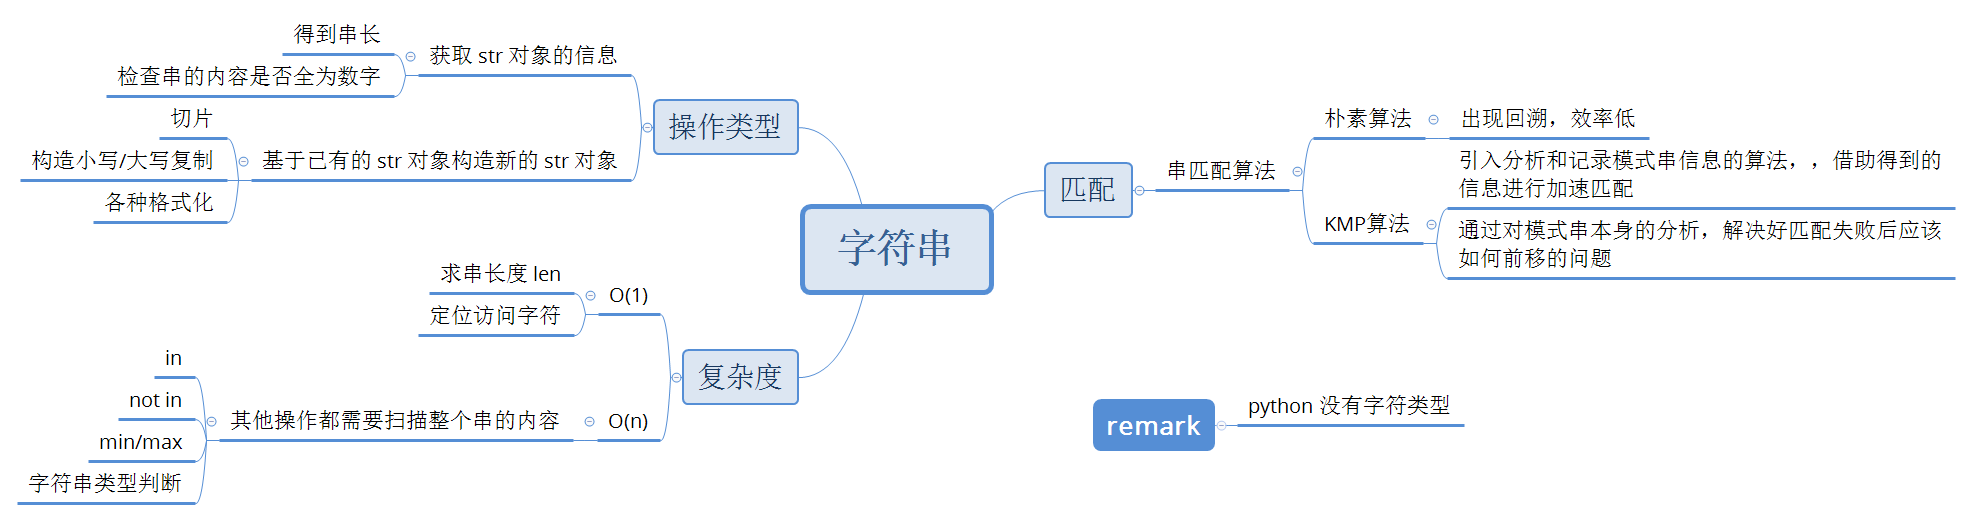 字符串
操作类型
获取 str 对象的信息
得到串长
检查串的内容是否全为数字
基于已有的 str 对象构造新的 str 对象
切片
构造小写/大写复制
各种格式化
复杂度
O(1)
求串长度 len
定位访问字符
O(n)
其他操作都需要扫描整个串的内容
in
not in
min/max
字符串类型判断
匹配
串匹配算法
朴素算法
出现回溯，效率低
KMP算法
引入分析和记录模式串信息的算法，，借助得到的
信息进行加速匹配
通过对模式串本身的分析，解决好匹配失败后应该
如何前移的问题
remark
python 没有字符类型